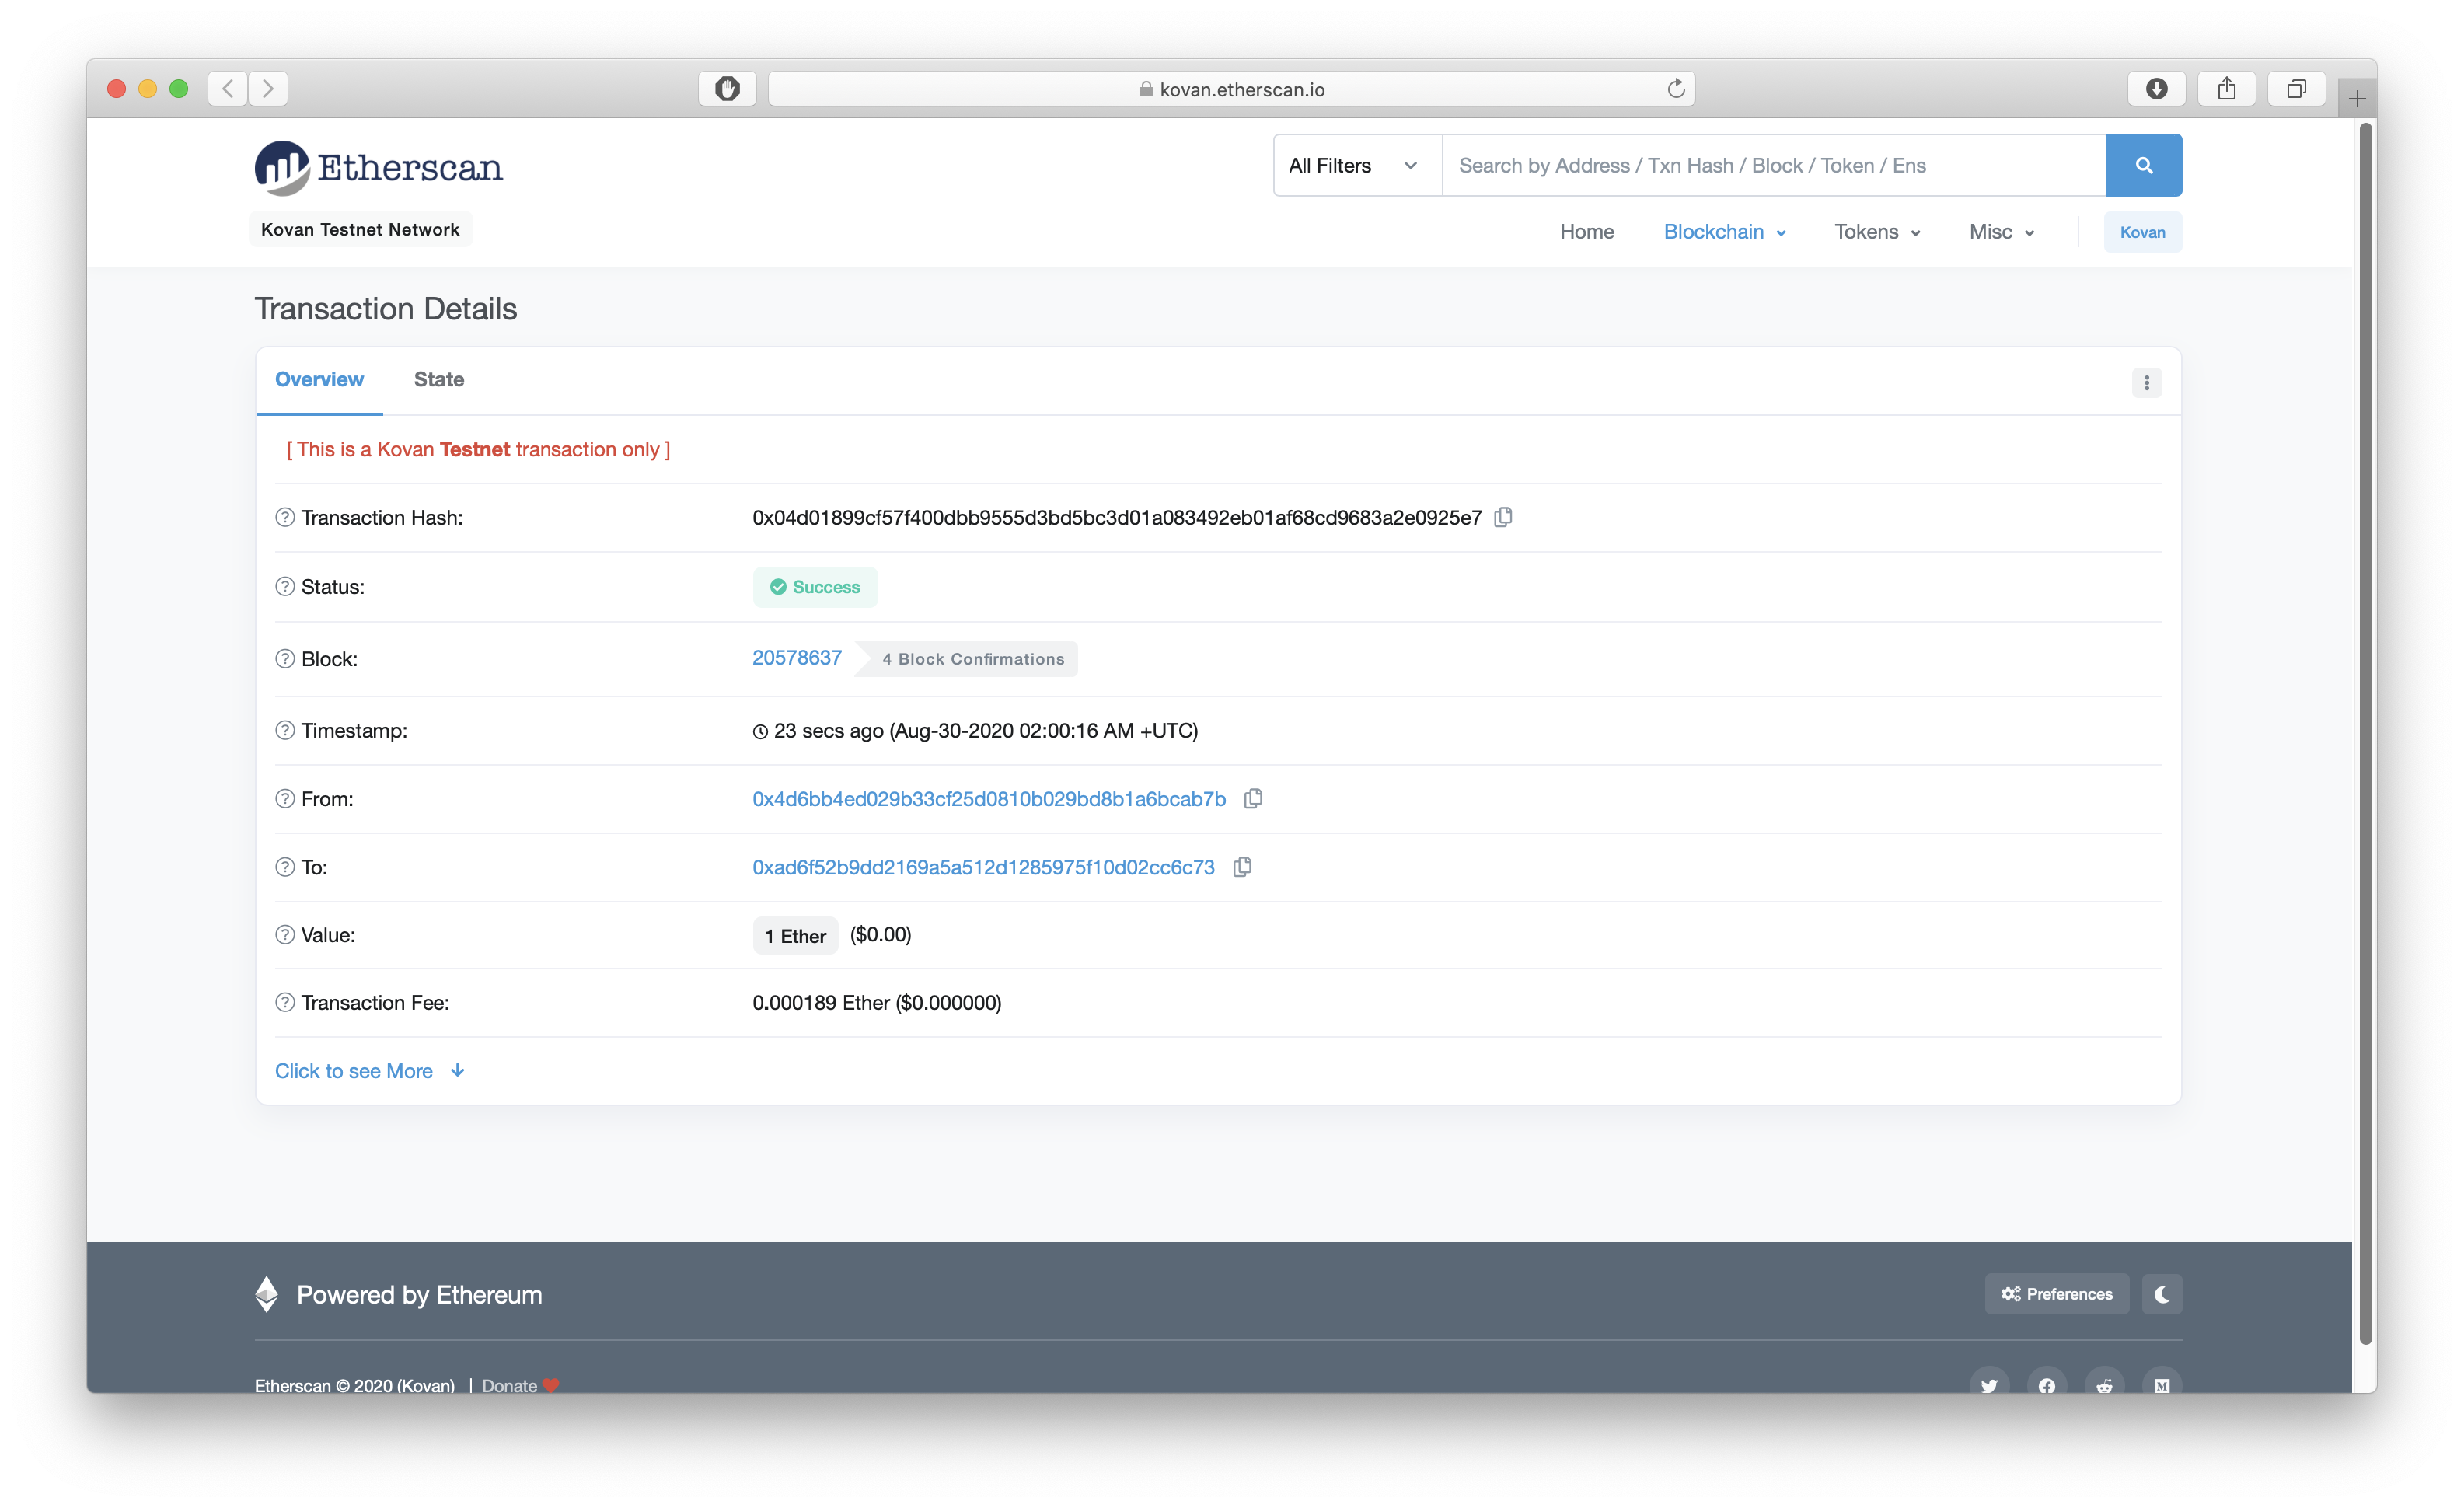 kovan.etherscan.io
Etherscan
All Filters
Search by Address / Txn Hash / Block / Token / Ens
Kovan Testnet Network
Home Blockchain Tokens Misc Kovan
Transaction Details
Overview State
[ This is a Kovan Testnet transaction only ]
Transaction Hash: 0x04d01899cf57f400dbb9555d3bd5bc3d01a083492eb01af68cd9683a2e0925e7
Status: Success
Block: 20578637 4 Block Confirmations
Timestamp: 23 secs ago (Aug-30-2020 02:00:16 AM +UTC)
From: 0x4d6bb4ed029b33cf25d0810b029bd8b1a6bcab7b
To: 0xad6f52b9dd2169a5a512d1285975f10d02cc6c73
Value: 1 Ether ($0.00)
Transaction Fee: 0.000189 Ether ($0.000000)
Click to see More
Powered by Ethereum
Preferences
Etherscan © 2020 (Kovan) | Donate